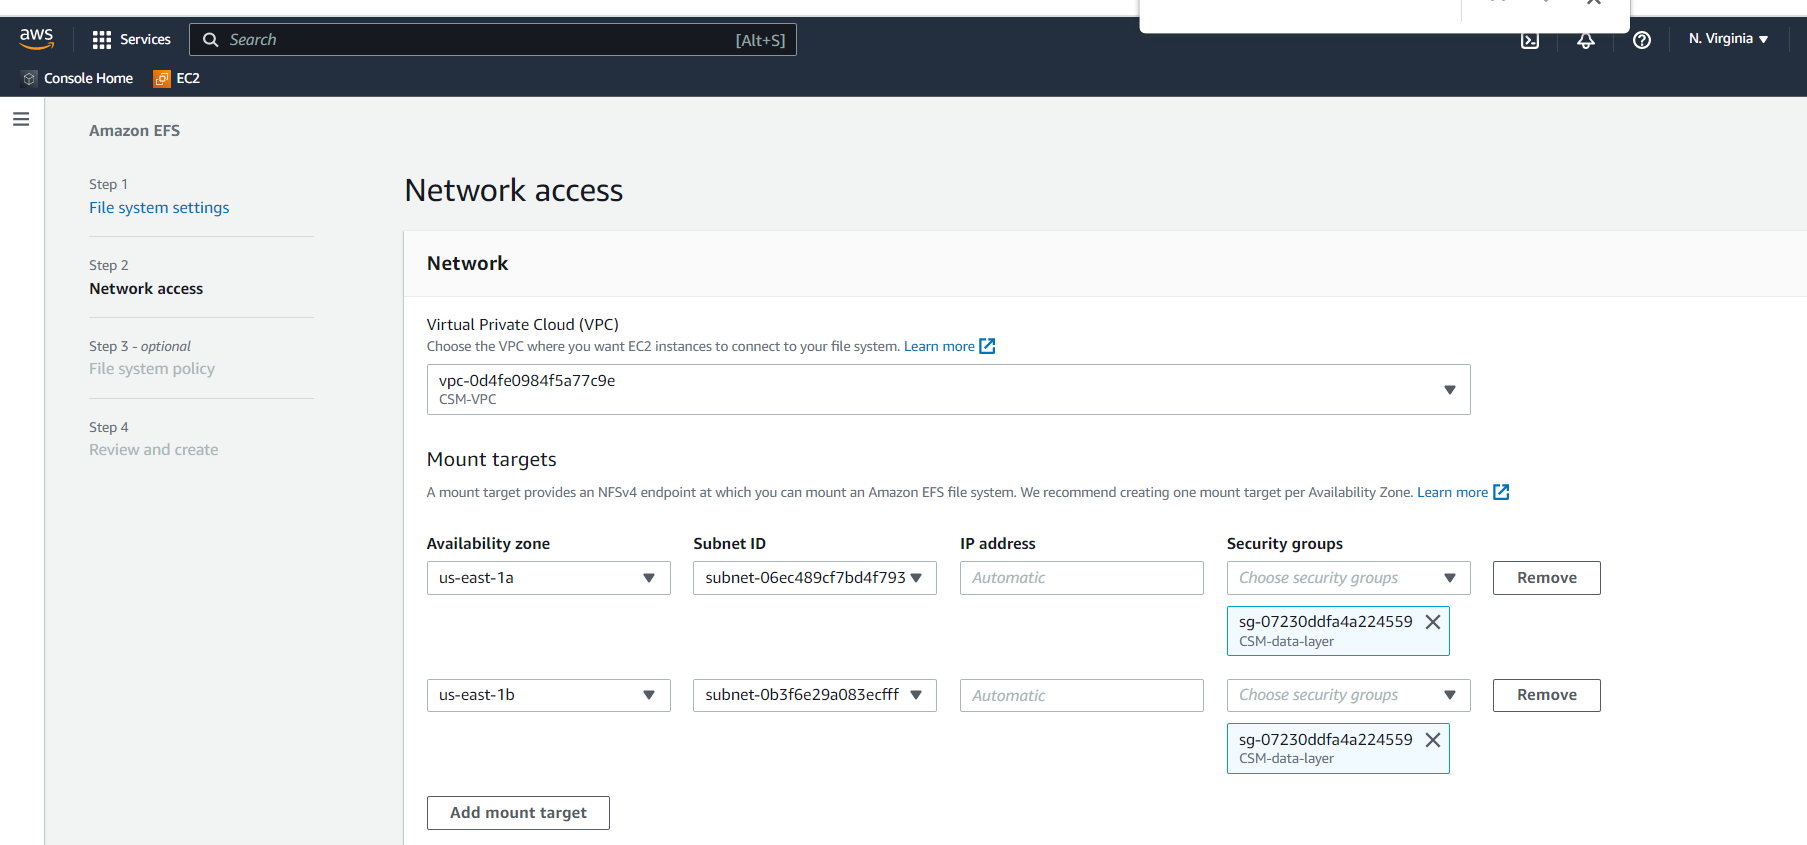 aws
Services
Search
[Alt+S]
N. Virginia
Console Home
EC2
Amazon EFS
Step 1
File system settings
Step 2
Network access
Step 3 - optional
File system policy
Step 4
Review and create
Network access
Network
Virtual Private Cloud (VPC)
Choose the VPC where you want EC2 instances to connect to your file system. Learn more
vpc-0d4fe0984f5a77c9e
CSM-VPC
Mount targets
A mount target provides an NFSv4 endpoint at which you can mount an Amazon EFS file system. We recommend creating one mount target per Availability Zone. Learn more
Availability zone Subnet ID IP address Security groups
us-east-1a subnet-06ec489cf7bd4f793 Automatic Choose security groups Remove
sg-07230ddfa4a224559
CSM-data-layer
us-east-1b subnet-0b3f6e29a083ecfff Automatic Choose security groups Remove
sg-07230ddfa4a224559
CSM-data-layer
Add mount target